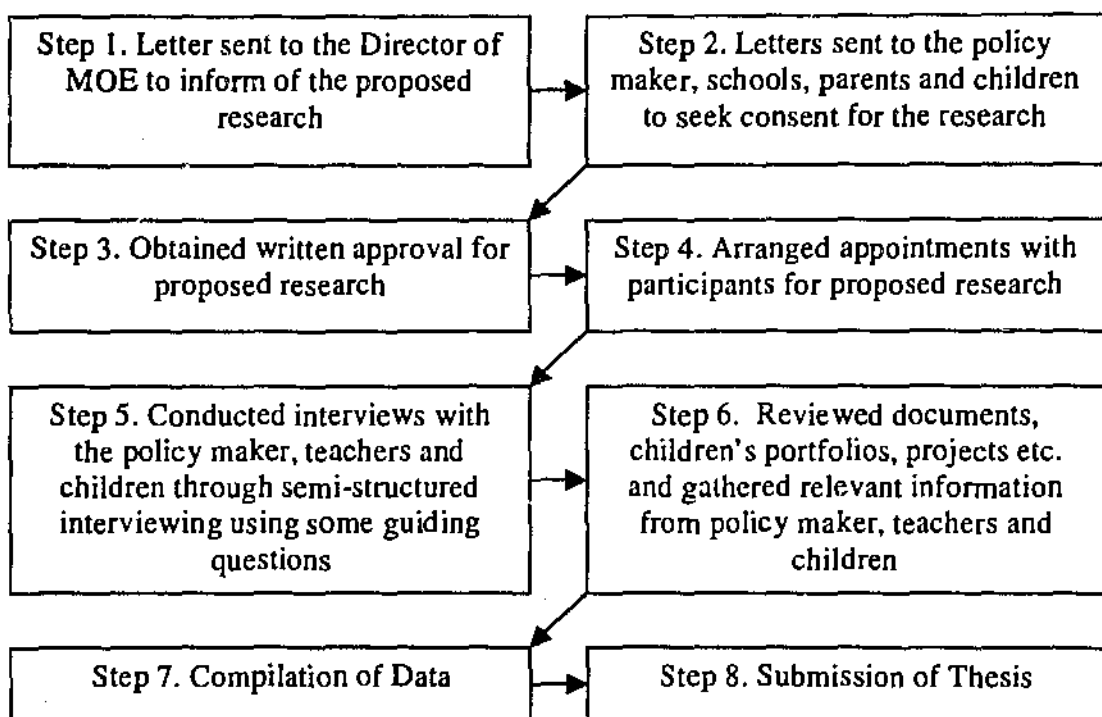 Step 1. Letter sent to the Director of
MOE to inform of the proposed
research
Step 2. Letters sent to the policy
maker, schools, parents and children
to seek consent for the research
Step 3. Obtained written approval for
proposed research
Step 4. Arranged appointments with
participants for proposed research
Step 5. Conducted interviews with
the policy maker, teachers and
children through semi-structured
interviewing using some guiding
questions
Step 6. Reviewed documents,
children's portfolios, projects etc.
and gathered relevant information
from policy maker, teachers and
children
Step 7. Compilation of Data
Step 8. Submission of Thesis